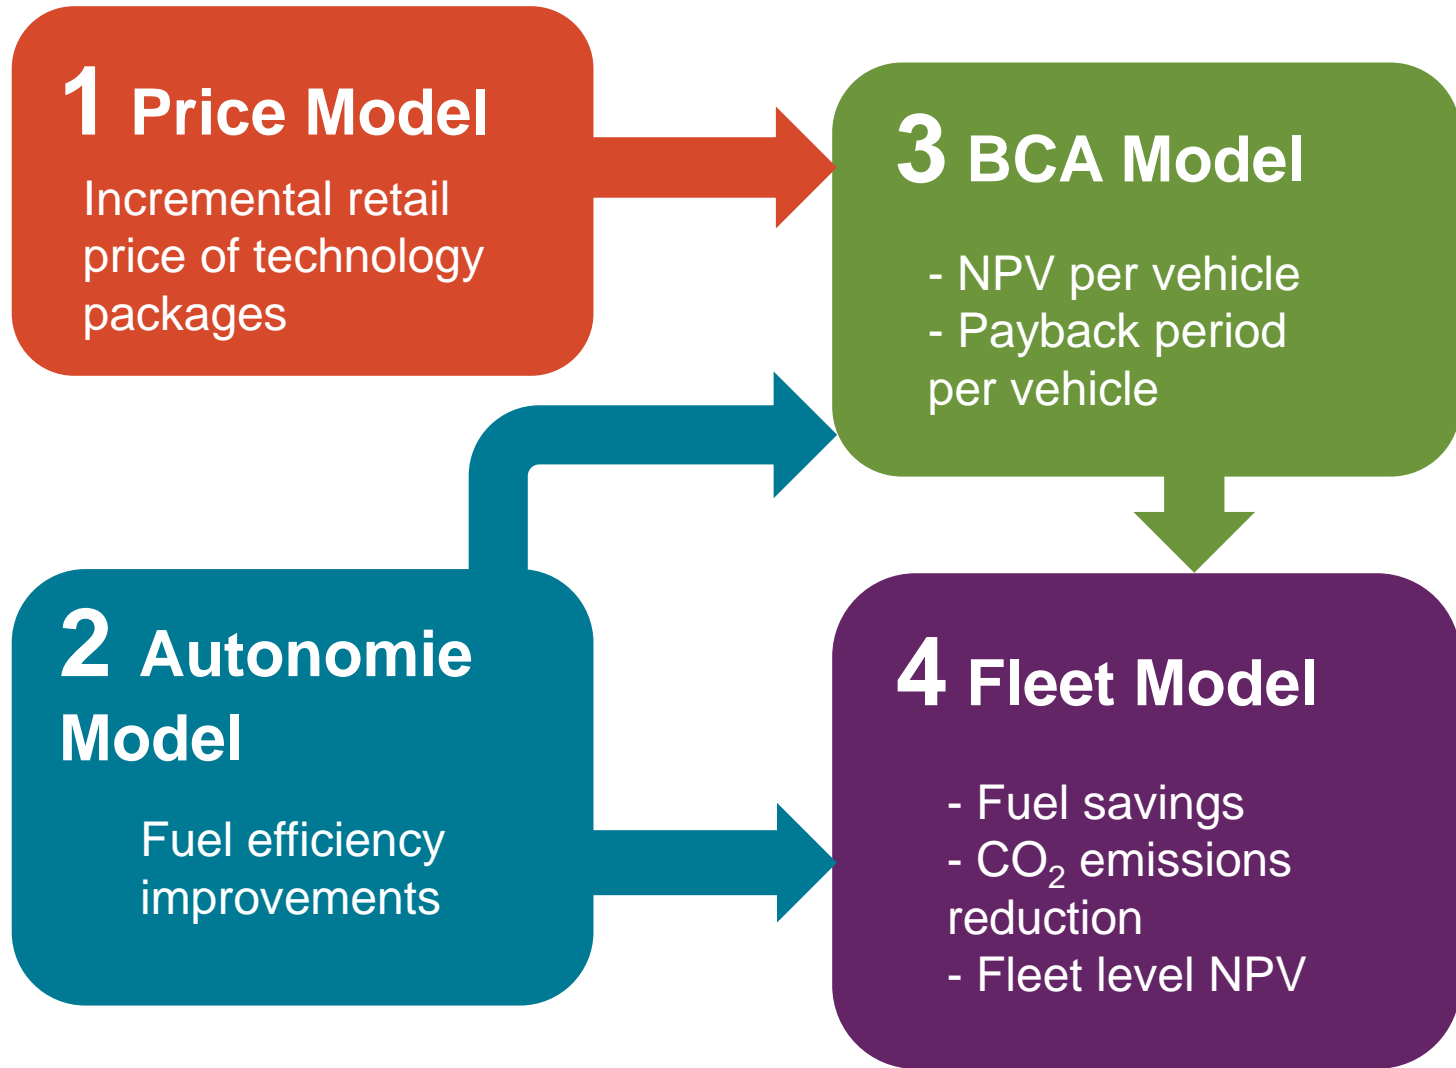 1 Price Model
Incremental retail
price of technology
packages
2 Autonomie
Model
Fuel efficiency
improvements
3 BCA Model
- NPV per vehicle
- Payback period
per vehicle
4 Fleet Model
- Fuel savings
- CO₂ emissions
reduction
- Fleet level NPV